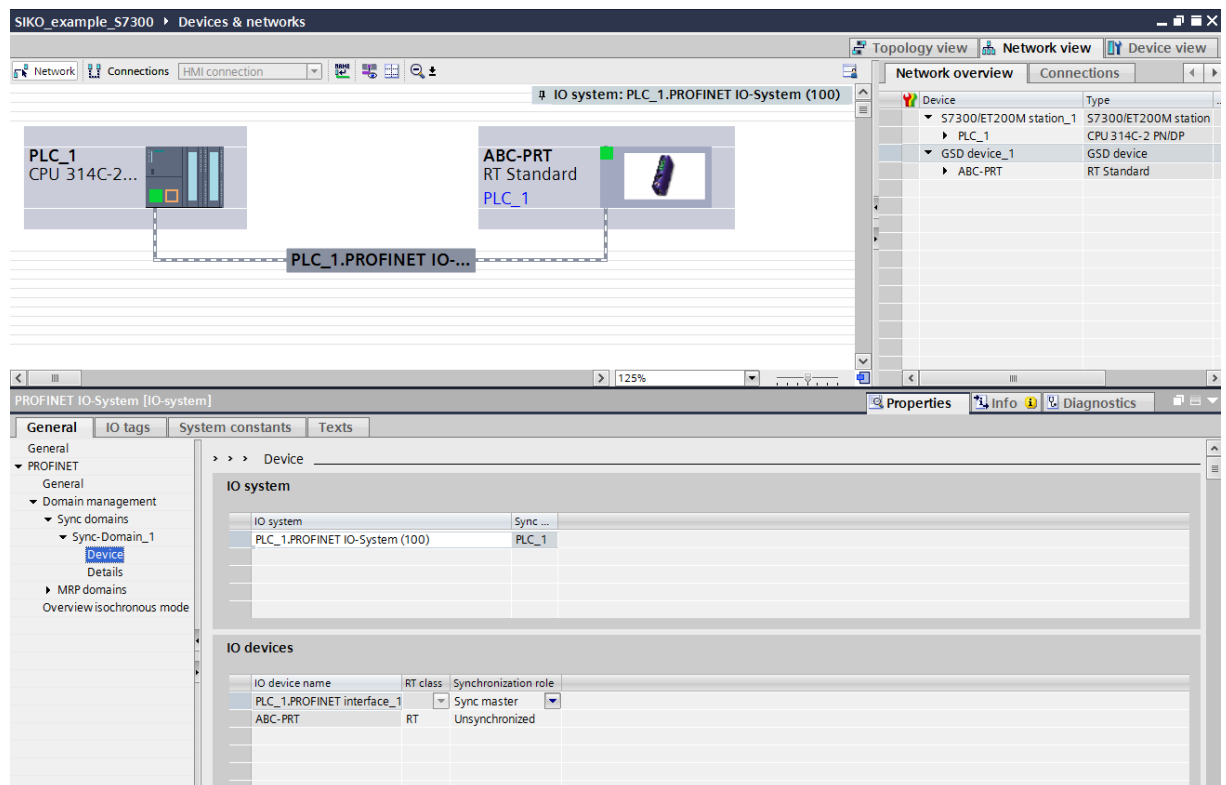 SIKO_example_S7300 ▸ Devices & networks
Topology view Network view Device view
Network Connections HMI connection
Network overview Connections
IO system: PLC_1.PROFINET IO-System (100)
Device Type ...
S7300/ET200M station_1 S7300/ET200M station
PLC_1 CPU 314C-2 PN/DP
GSD device_1 GSD device
ABC-PRT RT Standard
PLC_1
CPU 314C-2...
ABC-PRT
RT Standard
PLC_1
PLC_1.PROFINET IO-...
125%
PROFINET IO-System [IO-system]
Properties Info Diagnostics
General IO tags System constants Texts
General
PROFINET
General
Domain management
Sync domains
Sync-Domain_1
Device
Details
MRP domains
Overview isochronous mode
> > > Device
IO system
IO system Sync ...
PLC_1.PROFINET IO-System (100) PLC_1
IO devices
IO device name RT class Synchronization role
PLC_1.PROFINET interface_1 Sync master
ABC-PRT RT Unsynchronized